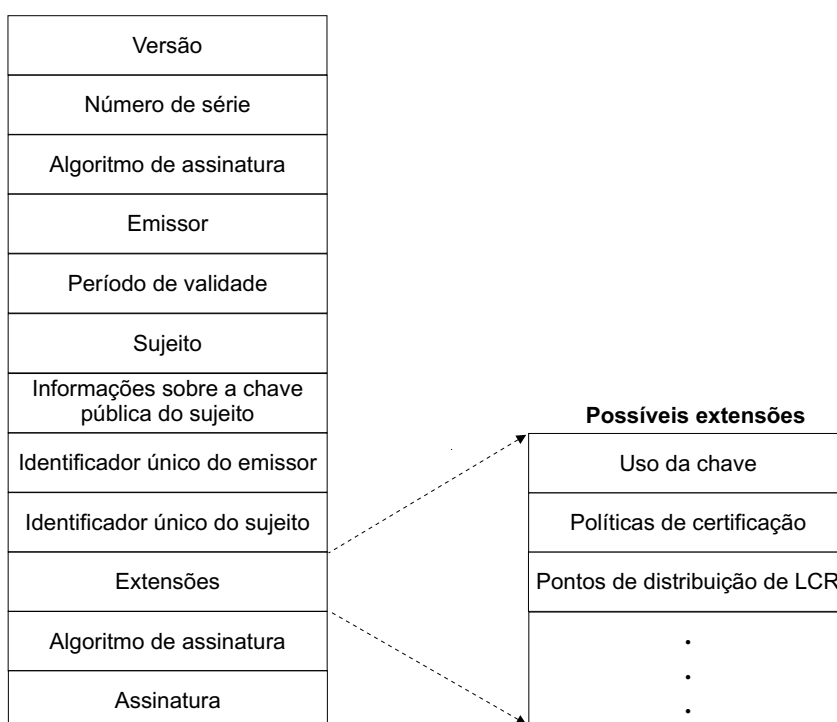 Versão
Número de série
Algoritmo de assinatura
Emissor
Período de validade
Sujeito
Informações sobre a chave
pública do sujeito
Identificador único do emissor
Identificador único do sujeito
Extensões
Algoritmo de assinatura
Assinatura
Possíveis extensões
Uso da chave
Políticas de certificação
Pontos de distribuição de LCR
.
.
.